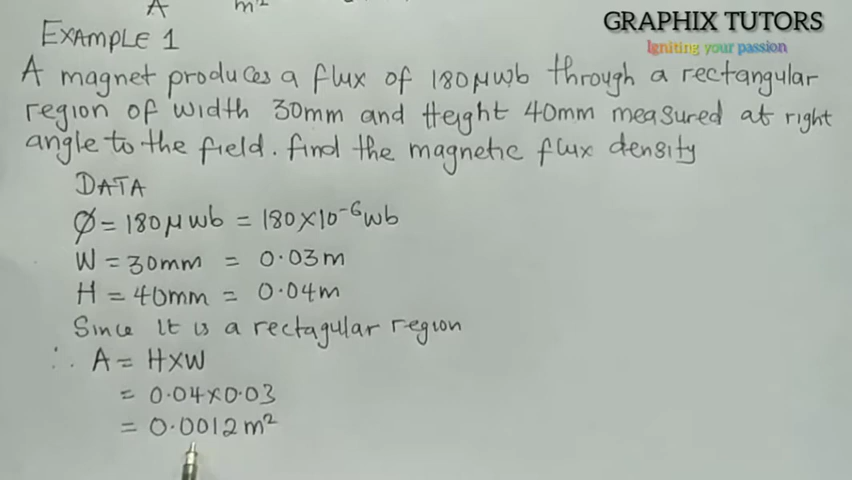 A m²
GRAPHIX TUTORS
Igniting your passion
EXAMPLE 1
A magnet produces a flux of 180μwb through a rectangular
region of width 30mm and Height 40mm measured at right
angle to the field. find the magnetic flux density
DATA
Ø = 180μwb = 180×10⁻⁶wb
W = 30mm = 0.03m
H = 40mm = 0.04m
Since it is a rectagular region
∴ A = H×W
= 0.04×0.03
= 0.0012m²